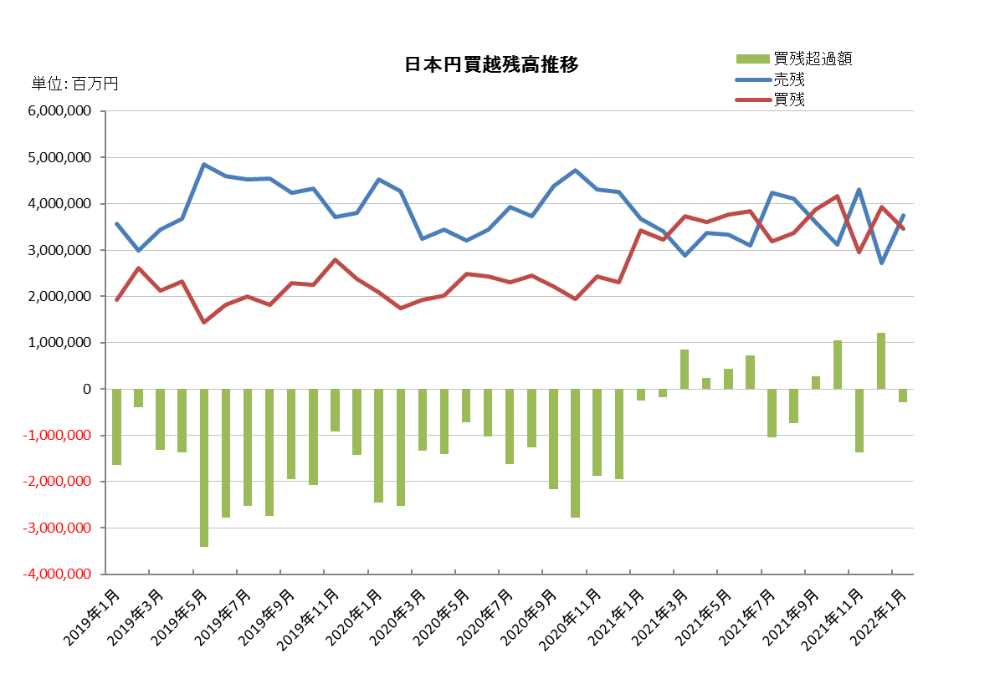 日本円買越残高推移
買残超過額
売残
買残
単位：百万円
6,000,000
5,000,000
4,000,000
3,000,000
2,000,000
1,000,000
0
-1,000,000
-2,000,000
-3,000,000
-4,000,000
2019年1月
2019年3月
2019年5月
2019年7月
2019年9月
2019年11月
2020年1月
2020年3月
2020年5月
2020年7月
2020年9月
2020年11月
2021年1月
2021年3月
2021年5月
2021年7月
2021年9月
2021年11月
2022年1月